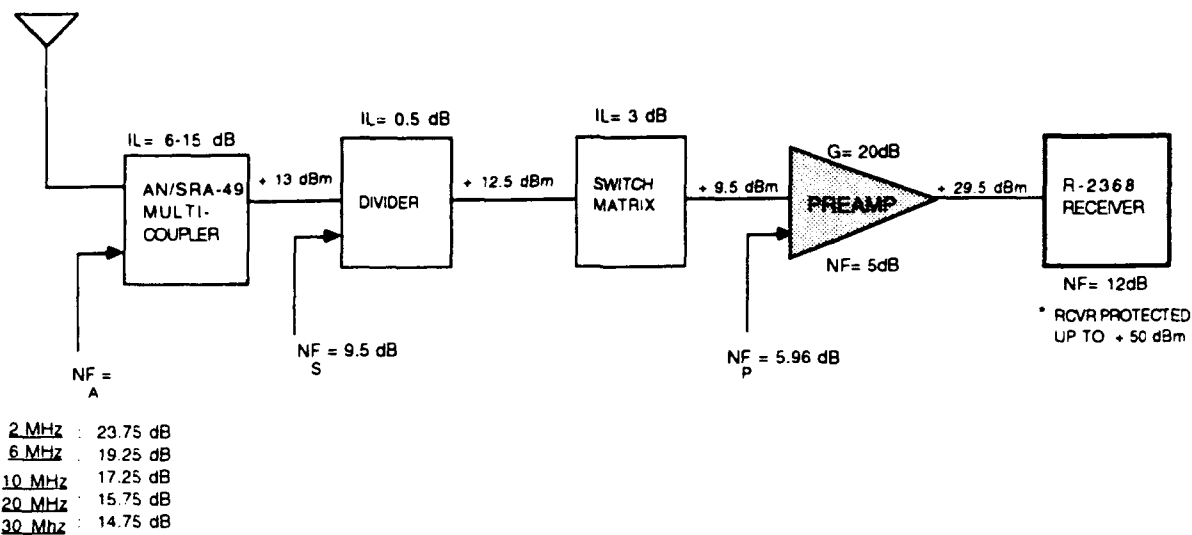 IL= 6-15 dB
AN/SRA-49
MULTI-
COUPLER
+ 13 dBm
IL= 0.5 dB
DIVIDER
+ 12.5 dBm
IL= 3 dB
SWITCH
MATRIX
+ 9.5 dBm
G= 20dB
PREAMP
NF= 5dB
+ 29.5 dBm
R-2368
RECEIVER
NF= 12dB
* RCVR PROTECTED
UP TO + 50 dBm
NF =
A
NF = 9.5 dB
S
NF = 5.96 dB
P
2 MHz : 23.75 dB
6 MHz : 19.25 dB
10 MHz : 17.25 dB
20 MHz : 15.75 dB
30 Mhz : 14.75 dB